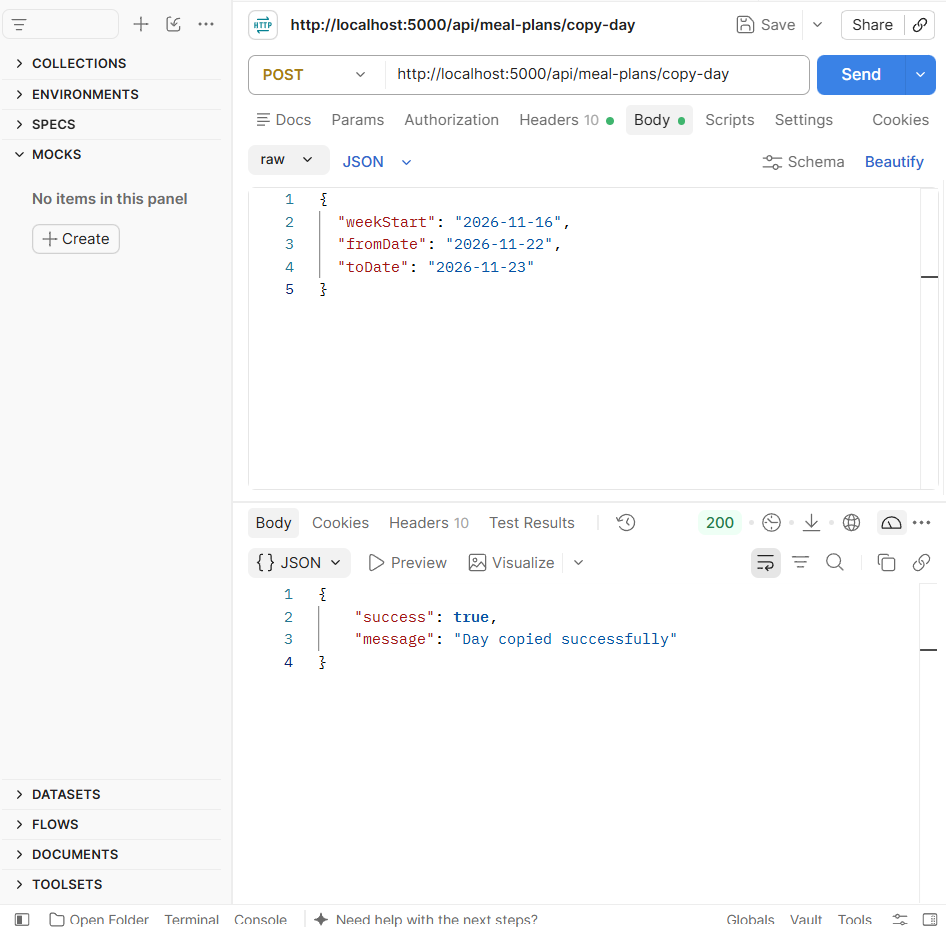 COLLECTIONS
ENVIRONMENTS
SPECS
MOCKS
No items in this panel
Create
DATASETS
FLOWS
DOCUMENTS
TOOLSETS
HTTP http://localhost:5000/api/meal-plans/copy-day Save Share
POST http://localhost:5000/api/meal-plans/copy-day Send
Docs Params Authorization Headers 10 Body Scripts Settings Cookies
raw JSON Schema Beautify
1 {
2 "weekStart": "2026-11-16",
3 "fromDate": "2026-11-22",
4 "toDate": "2026-11-23"
5 }
Body Cookies Headers 10 Test Results 200
{} JSON Preview Visualize
1 {
2 "success": true,
3 "message": "Day copied successfully"
4 }
Open Folder Terminal Console Need help with the next steps? Globals Vault Tools